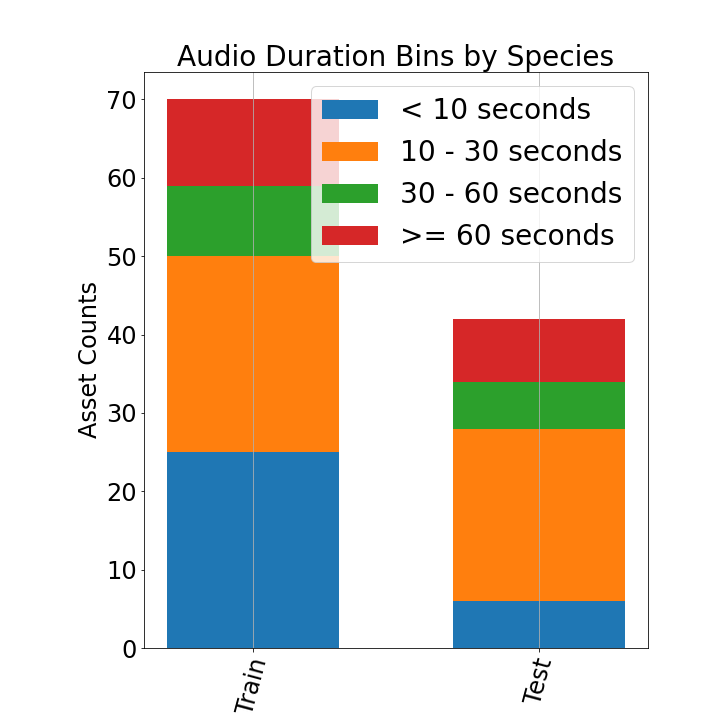 Audio Duration Bins by Species
< 10 seconds
10 - 30 seconds
30 - 60 seconds
>= 60 seconds
Asset Counts
70
60
50
40
30
20
10
0
Train
Test